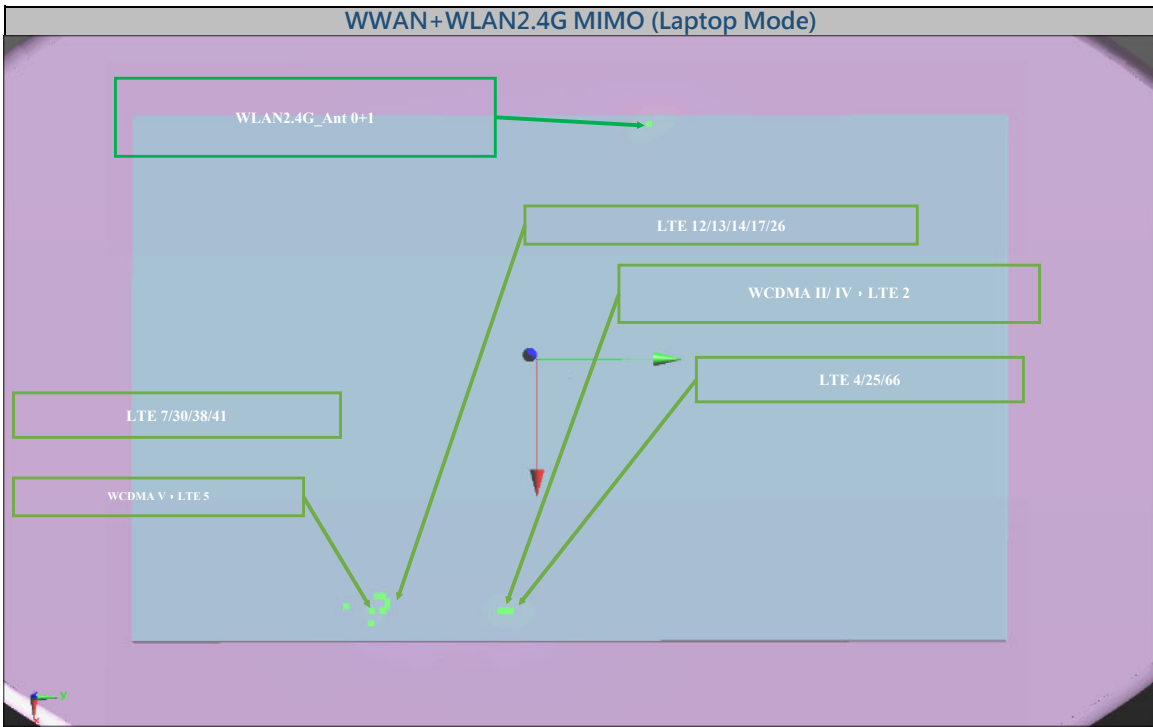 WWAN+WLAN2.4G MIMO (Laptop Mode)
WLAN2.4G_Ant 0+1
LTE 12/13/14/17/26
WCDMA II/ IV，LTE 2
LTE 4/25/66
LTE 7/30/38/41
WCDMA V，LTE 5
Y
X